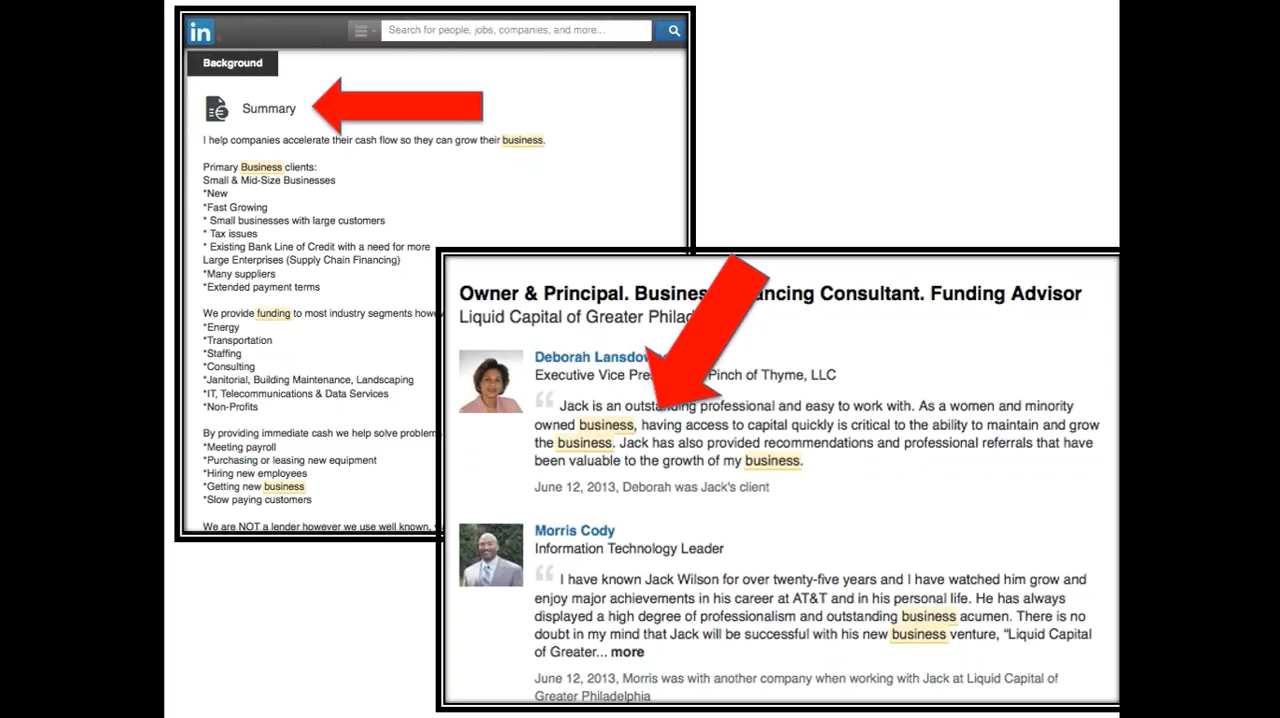 in
Search for people, jobs, companies, and more...
Background
Summary
I help companies accelerate their cash flow so they can grow their business.
Primary Business clients:
Small & Mid-Size Businesses
*New
*Fast Growing
* Small businesses with large customers
* Tax issues
* Existing Bank Line of Credit with a need for more
Large Enterprises (Supply Chain Financing)
*Many suppliers
*Extended payment terms
We provide funding to most industry segments
*Energy
*Transportation
*Staffing
*Consulting
*Janitorial, Building Maintenance, Landscaping
*IT, Telecommunications & Data Services
*Non-Profits
By providing immediate cash we help solve
*Meeting payroll
*Purchasing or leasing new equipment
*Hiring new employees
*Getting new business
*Slow paying customers
We are NOT a lender however we use well known,
Owner & Principal. Consultant. Funding Advisor
Liquid Capital of Greater
Deborah
Executive Vice Pinch of Thyme, LLC
Jack is an outstanding professional and easy to work with. As a women and minority
owned business, having access to capital quickly is critical to the ability to maintain and grow
the business. Jack has also provided recommendations and professional referrals that have
been valuable to the growth of my business.
June 12, 2013, Deborah was Jack's client
Morris Cody
Information Technology Leader
I have known Jack Wilson for over twenty-five years and I have watched him grow and
enjoy major achievements in his career at AT&T and in his personal life. He has always
displayed a high degree of professionalism and outstanding business acumen. There is no
doubt in my mind that Jack will be successful with his new business venture, "Liquid Capital
of Greater... more
June 12, 2013, Morris was with another company when working with Jack at Liquid Capital of
Greater Philadelphia